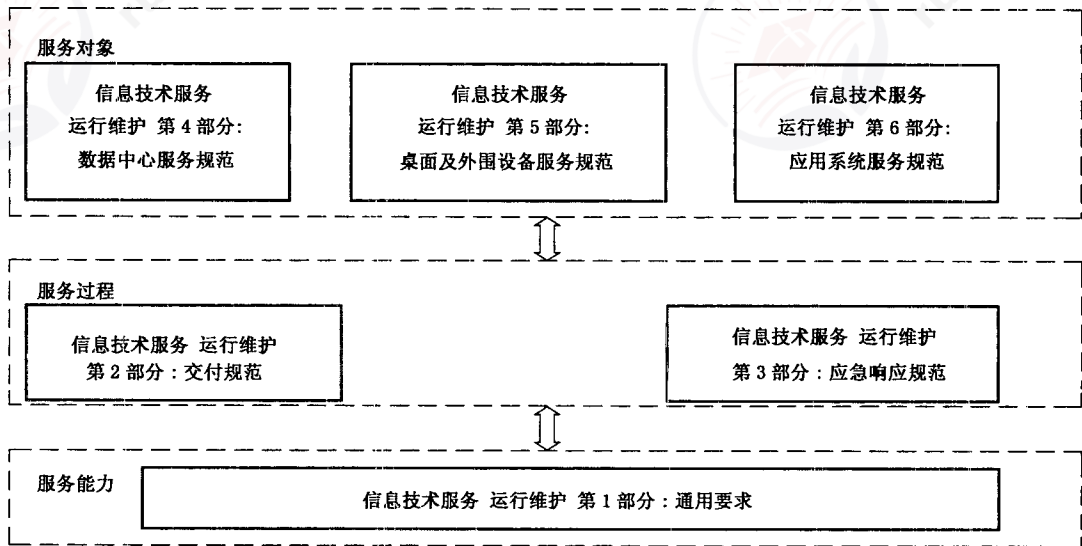 服务对象
信息技术服务
运行维护 第4部分:
数据中心服务规范
信息技术服务
运行维护 第5部分:
桌面及外围设备服务规范
信息技术服务
运行维护 第6部分:
应用系统服务规范
服务过程
信息技术服务 运行维护
第2部分:交付规范
信息技术服务 运行维护
第3部分:应急响应规范
服务能力
信息技术服务 运行维护 第1部分:通用要求